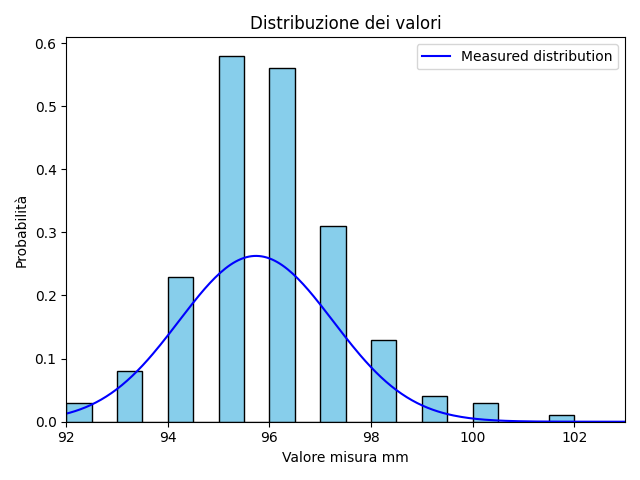 Distribuzione dei valori
Measured distribution
Probabilità
0.6
0.5
0.4
0.3
0.2
0.1
0.0
92 94 96 98 100 102
Valore misura mm